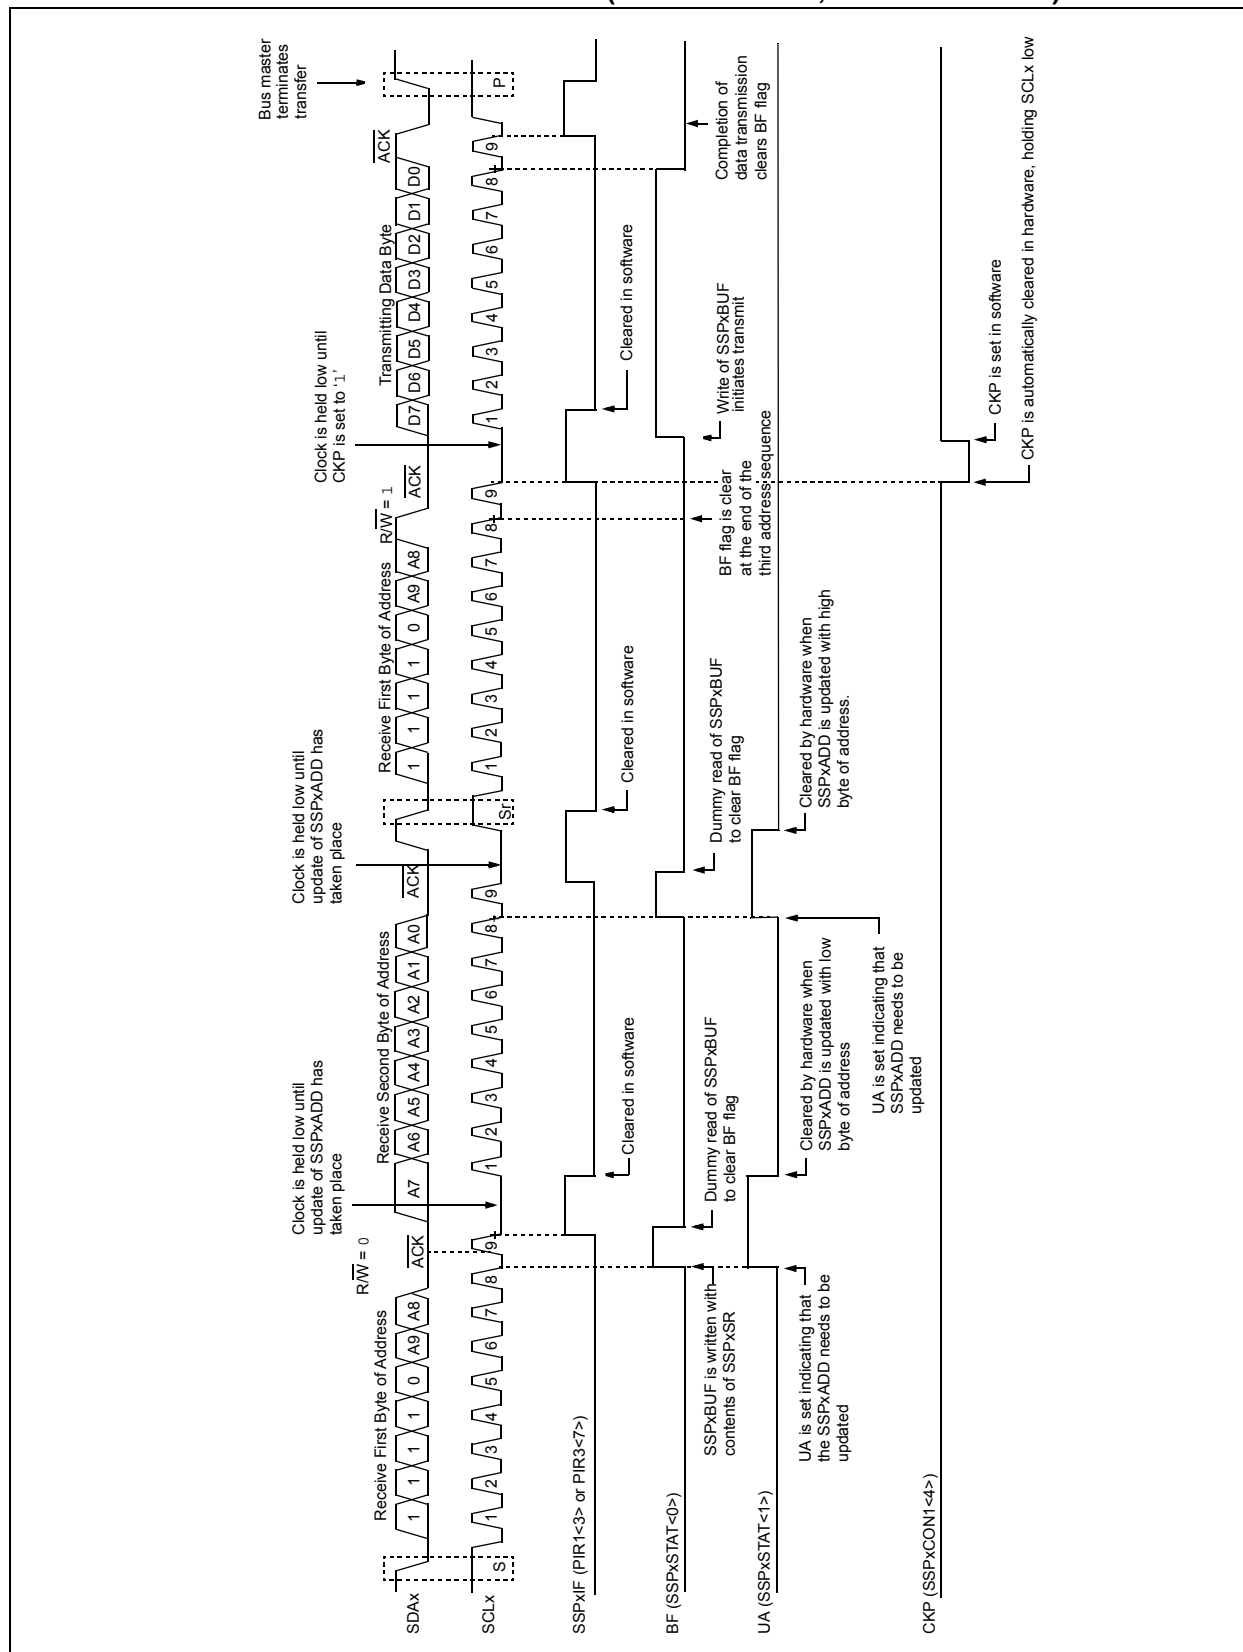 Bus master
terminates
transfer
Clock is held low until
CKP is set to ‘1’
Clock is held low until
update of SSPxADD has
taken place
Clock is held low until
update of SSPxADD has
taken place
Receive First Byte of Address
R/W = 0
Receive Second Byte of Address
Receive First Byte of Address
R/W = 1
Transmitting Data Byte
SDAx
1 1 1 1 0 A9 A8 ACK A7 A6 A5 A4 A3 A2 A1 A0 ACK 1 1 1 1 0 A9 A8 ACK D7 D6 D5 D4 D3 D2 D1 D0 ACK
SCLx
S 1 2 3 4 5 6 7 8 9 1 2 3 4 5 6 7 8 9 Sr 1 2 3 4 5 6 7 8 9 1 2 3 4 5 6 7 8 9 P
SSPxIF (PIR1<3> or PIR3<7>)
Cleared in software
Cleared in software
Cleared in software
BF (SSPxSTAT<0>)
SSPxBUF is written with
contents of SSPxSR
Dummy read of SSPxBUF
to clear BF flag
Dummy read of SSPxBUF
to clear BF flag
BF flag is clear
at the end of the
third address sequence
Write of SSPxBUF
initiates transmit
Completion of
data transmission
clears BF flag
UA (SSPxSTAT<1>)
UA is set indicating that
the SSPxADD needs to be
updated
Cleared by hardware when
SSPxADD is updated with low
byte of address
UA is set indicating that
SSPxADD needs to be
updated
Cleared by hardware when
SSPxADD is updated with high
byte of address.
CKP (SSPxCON1<4>)
CKP is set in software
CKP is automatically cleared in hardware, holding SCLx low